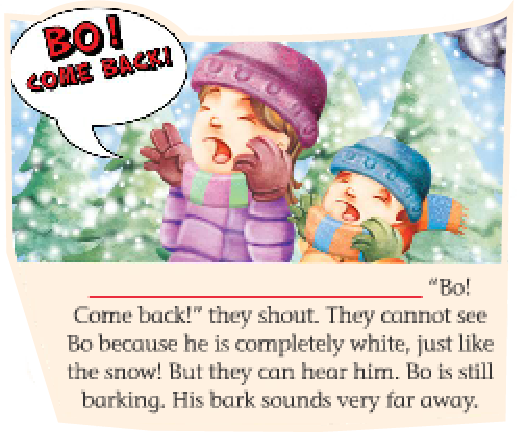 BO!
COME BACK!
"Bo!
Come back!" they shout. They cannot see
Bo because he is completely white, just like
the snow! But they can hear him. Bo is still
barking. His bark sounds very far away.